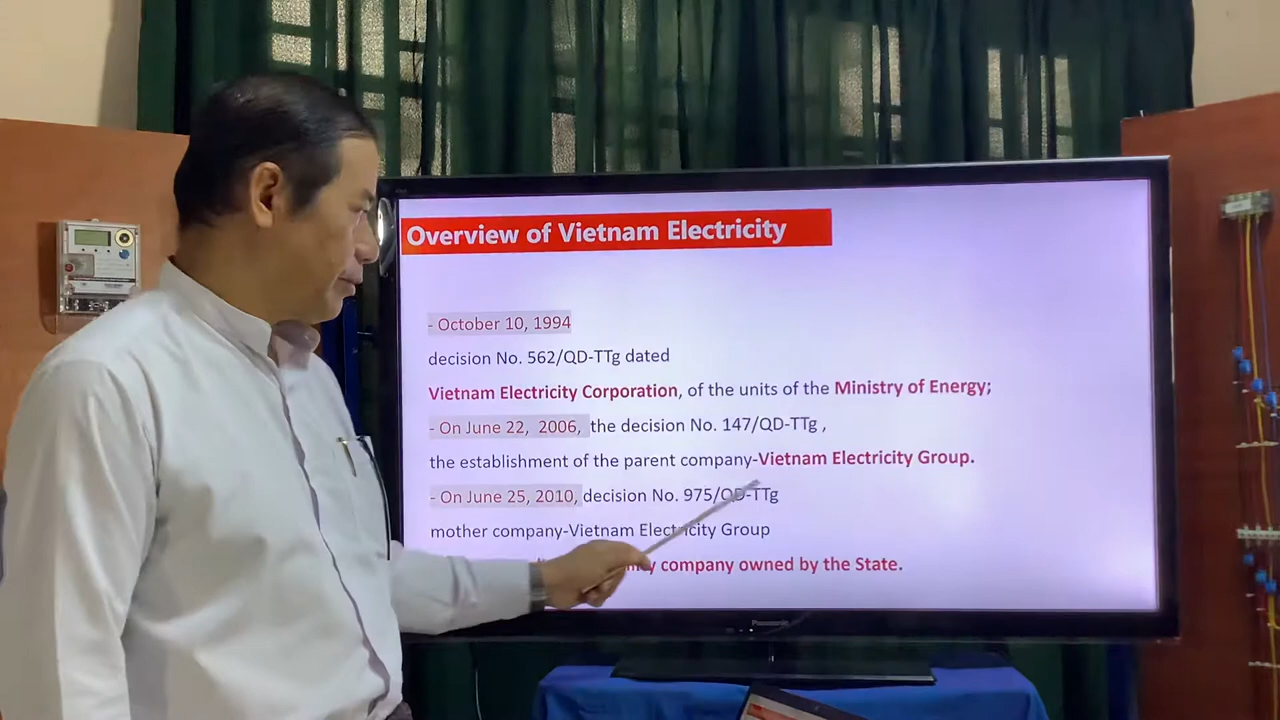 Overview of Vietnam Electricity
- October 10, 1994
decision No. 562/QD-TTg dated
Vietnam Electricity Corporation, of the units of the Ministry of Energy;
- On June 22, 2006, the decision No. 147/QD-TTg ,
the establishment of the parent company-Vietnam Electricity Group.
- On June 25, 2010, decision No. 975/QD-TTg
mother company-Vietnam Electricity Group
company owned by the State.
Panasonic